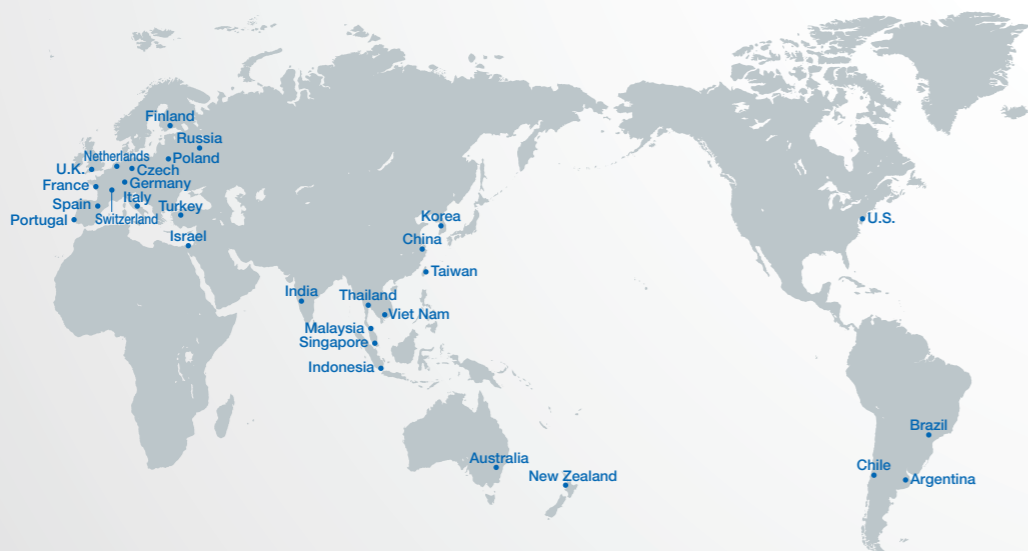 Finland
Russia
Netherlands
Poland
U.K.
Czech
Germany
France
Italy
Spain
Turkey
Portugal
Switzerland
Israel
Korea
China
Taiwan
India
Thailand
Viet Nam
Malaysia
Singapore
Indonesia
Australia
New Zealand
U.S.
Brazil
Chile
Argentina